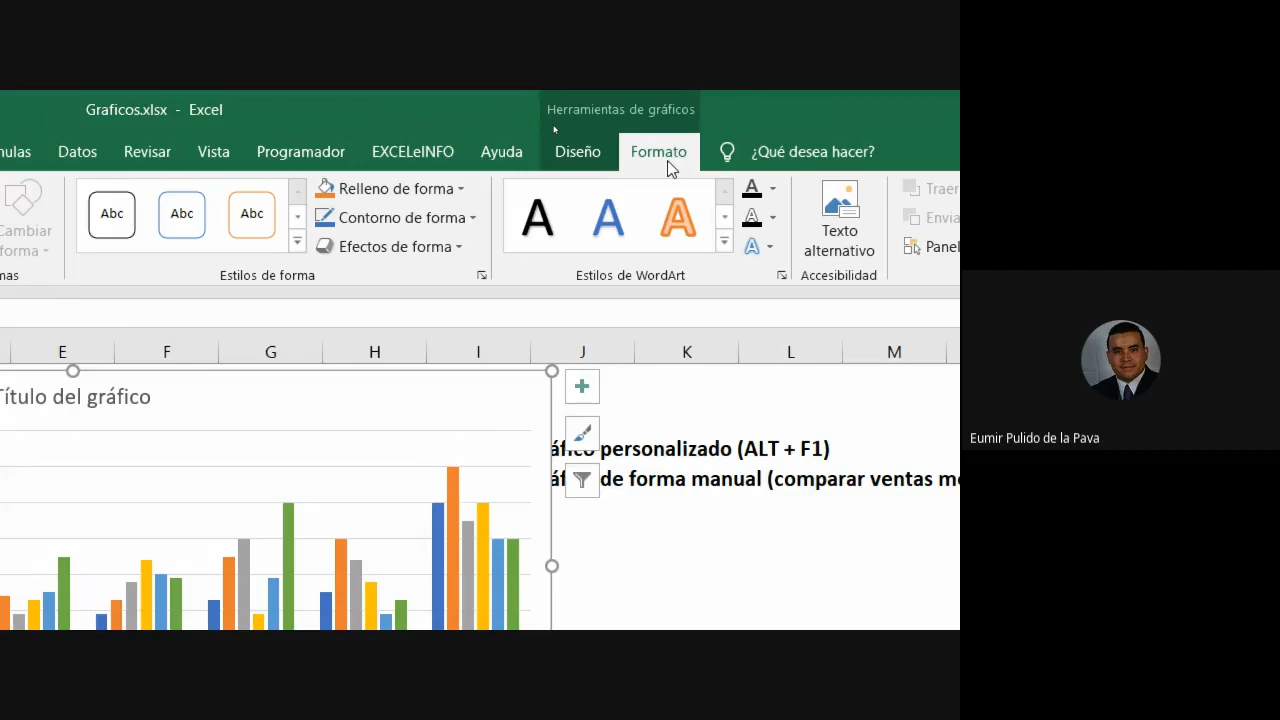 Graficos.xlsx - Excel
Herramientas de gráficos
Datos Revisar Vista Programador EXCELeINFO Ayuda Diseño Formato ¿Qué desea hacer?
Cambiar
forma
Abc Abc Abc
Relleno de forma
Contorno de forma
Efectos de forma
A A A
A
A
A
Texto
alternativo
Traer
Envia
Panel
Estilos de forma
Estilos de WordArt
Accesibilidad
E F G H I J K L M
Título del gráfico
áfico personalizado (ALT + F1)
de forma manual (comparar ventas
Eumir Pulido de la Pava